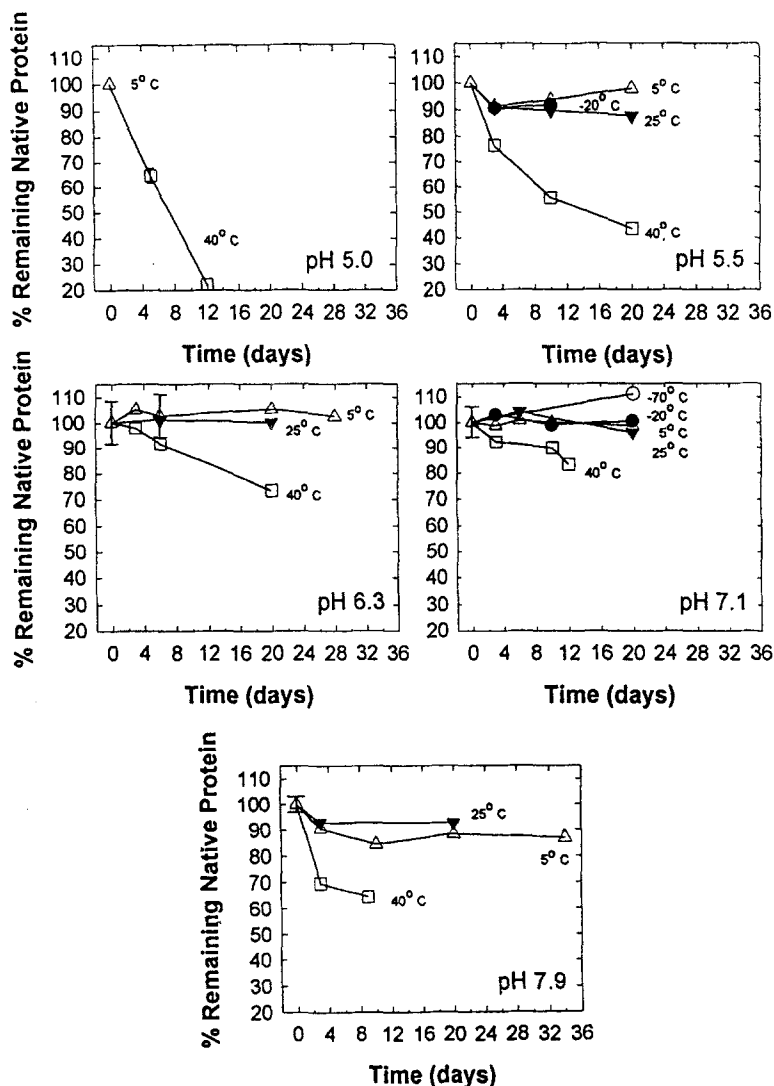 % Remaining Native Protein
110
100
90
80
70
60
50
40
30
20
5° C
40° C
pH 5.0
0 4 8 12 16 20 24 28 32 36
Time (days)
110
100
90
80
70
60
50
40
30
20
5° C
-20° C
25° C
40° C
pH 5.5
0 4 8 12 16 20 24 28 32 36
Time (days)
% Remaining Native Protein
110
100
90
80
70
60
50
40
30
20
5° C
25° C
40° C
pH 6.3
0 4 8 12 16 20 24 28 32 36
Time (days)
110
100
90
80
70
60
50
40
30
20
-70° C
-20° C
5° C
25° C
40° C
pH 7.1
0 4 8 12 16 20 24 28 32 36
Time (days)
% Remaining Native Protein
110
100
90
80
70
60
50
40
30
20
25° C
5° C
40° C
pH 7.9
0 4 8 12 16 20 24 28 32 36
Time (days)